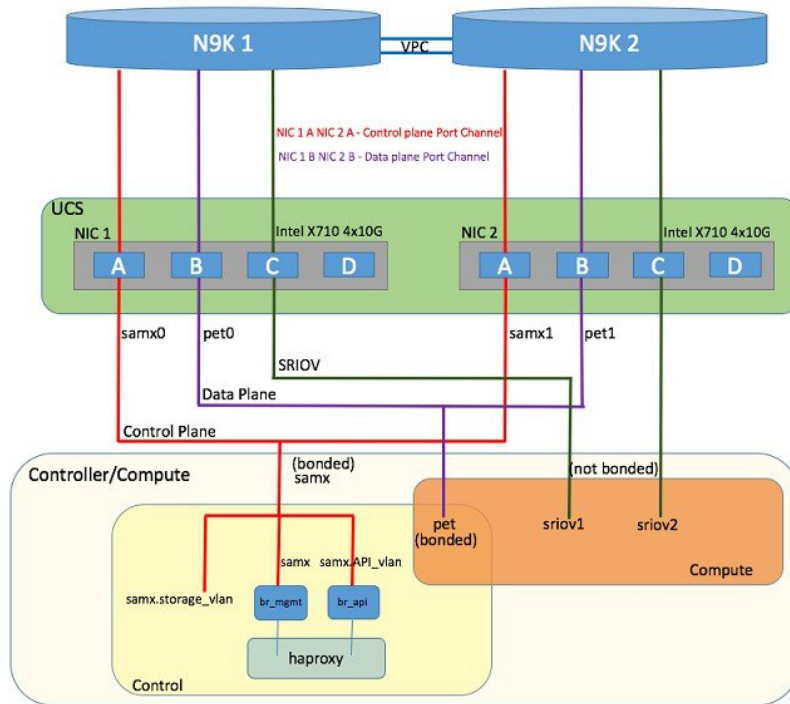 N9K 1
N9K 2
VPC
NIC 1 A NIC 2 A - Control plane Port Channel
NIC 1 B NIC 2 B - Data plane Port Channel
UCS
NIC 1
Intel X710 4x10G
NIC 2
Intel X710 4x10G
A
B
C
D
A
B
C
D
samx0
pet0
samx1
pet1
SRIOV
Data Plane
Control Plane
(bonded)
samx
(not bonded)
Controller/Compute
pet
(bonded)
sriov1
sriov2
Compute
samx
samx.API_vlan
samx.storage_vlan
br_mgmt
br_api
haproxy
Control